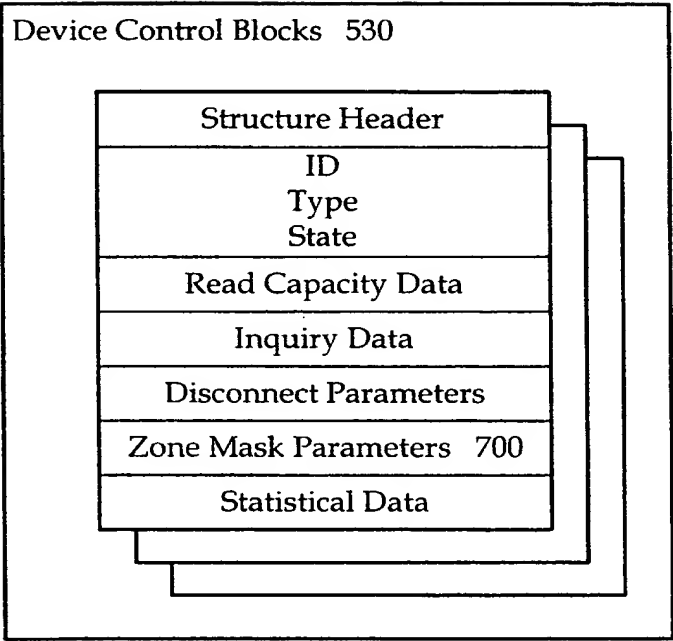 Device Control Blocks 530
Structure Header
ID
Type
State
Read Capacity Data
Inquiry Data
Disconnect Parameters
Zone Mask Parameters 700
Statistical Data